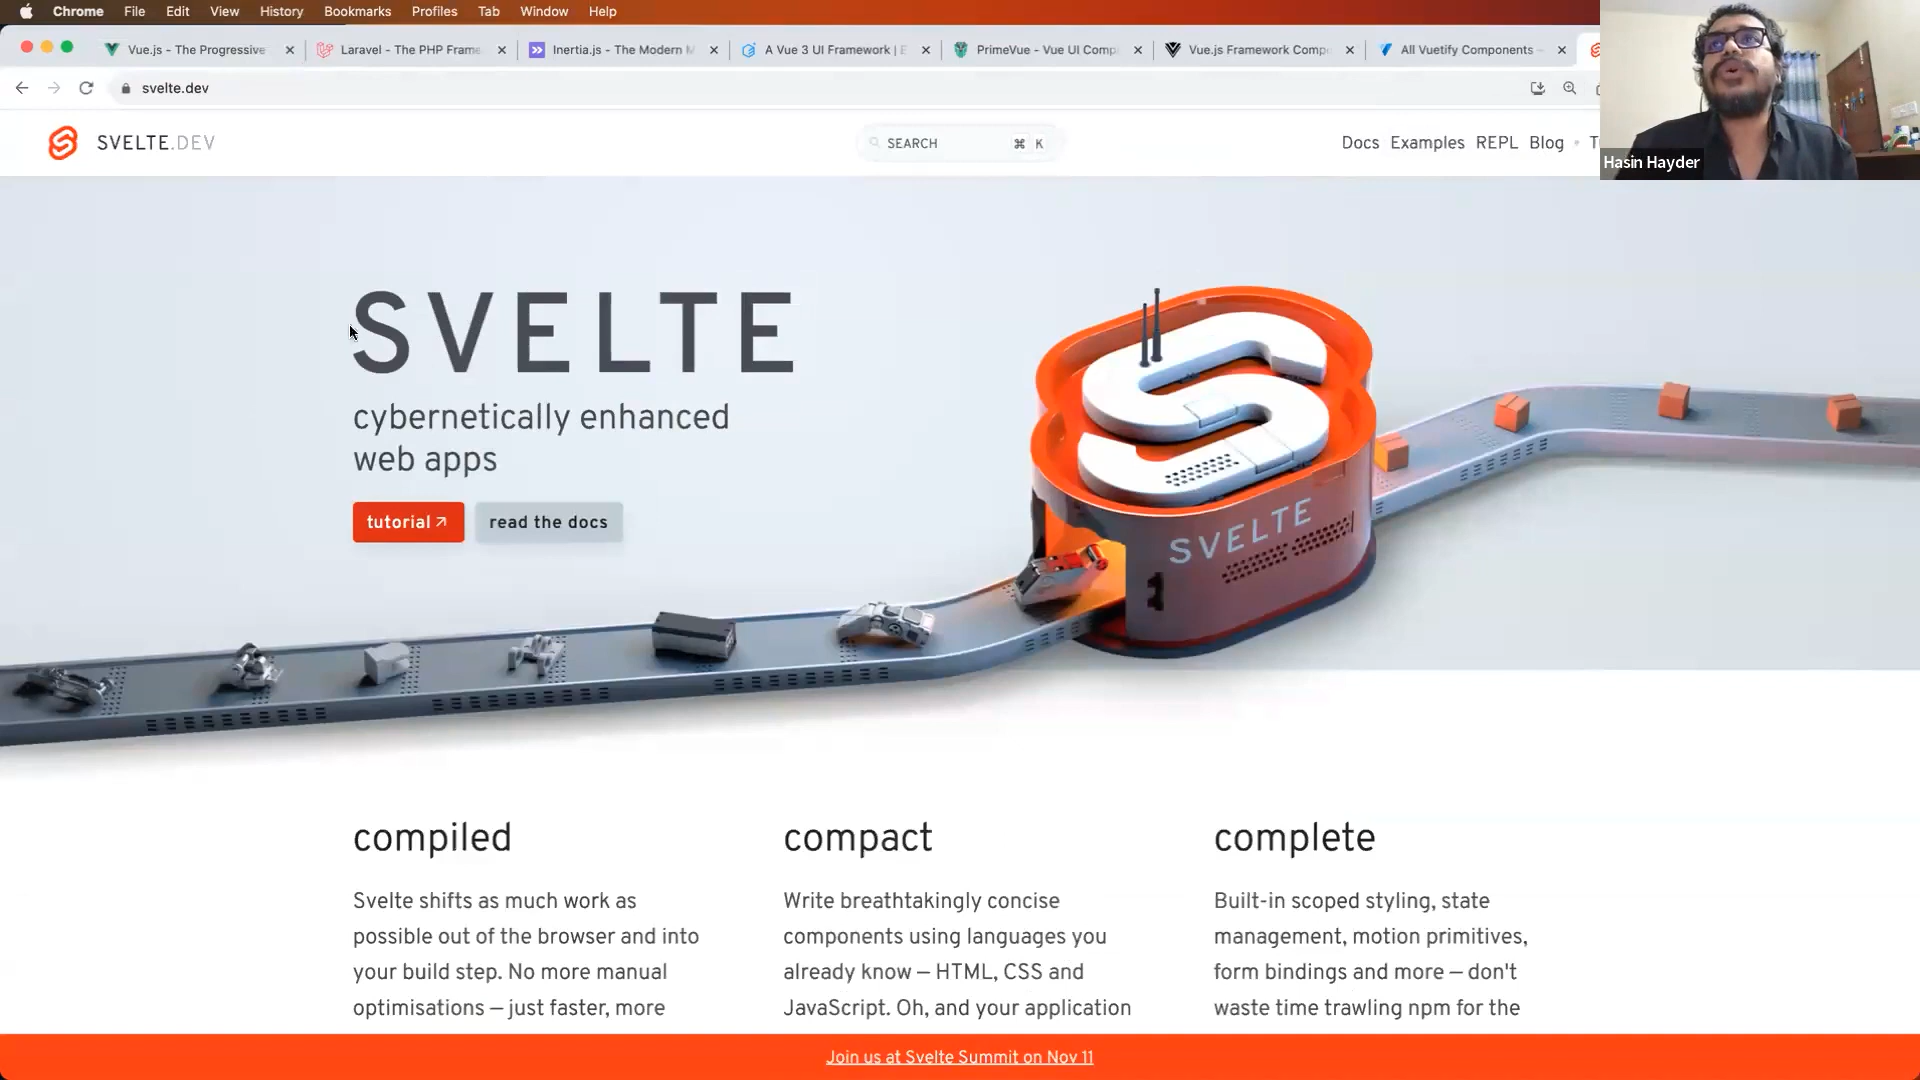 Chrome File Edit View History Bookmarks Profiles Tab Window Help
Vue.js - The Progressive
Laravel - The PHP Frame
Inertia.js - The Modern M
A Vue 3 UI Framework | E
PrimeVue - Vue UI Comp
Vue.js Framework Comp
All Vuetify Components -
svelte.dev
SVELTE.DEV
SEARCH ⌘ K
Docs Examples REPL Blog
Hasin Hayder
SVELTE
cybernetically enhanced
web apps
tutorial
read the docs
SVELTE
compiled
Svelte shifts as much work as
possible out of the browser and into
your build step. No more manual
optimisations — just faster, more
compact
Write breathtakingly concise
components using languages you
already know — HTML, CSS and
JavaScript. Oh, and your application
complete
Built-in scoped styling, state
management, motion primitives,
form bindings and more — don't
waste time trawling npm for the
Join us at Svelte Summit on Nov 11